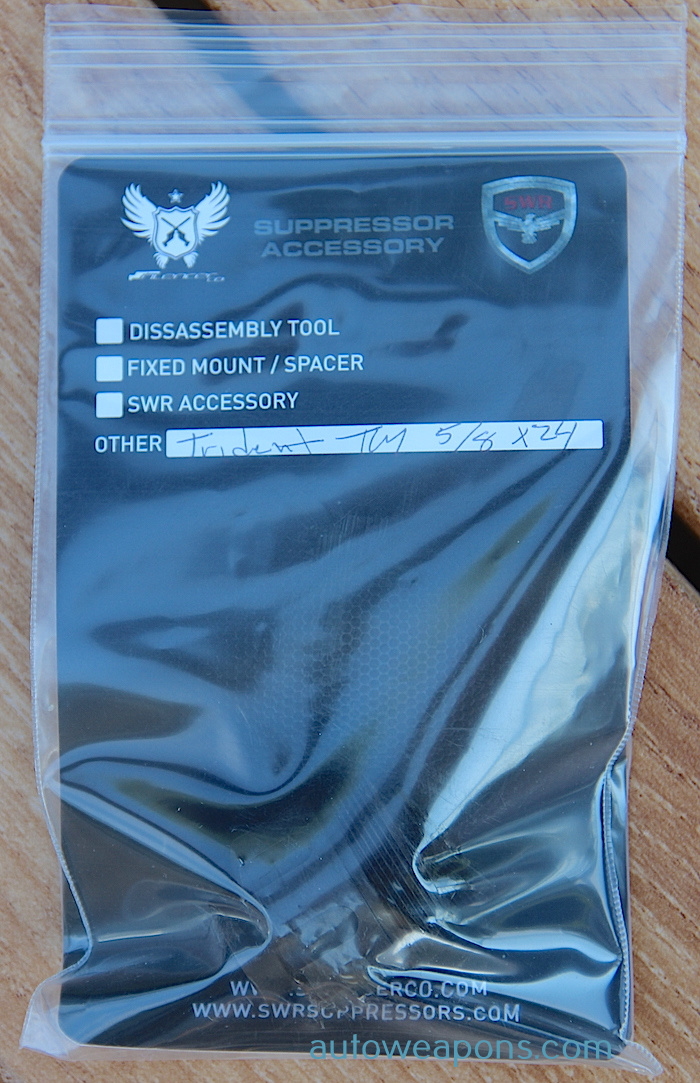 SUPPRESSOR
ACCESSORY
SWR
DISSASSEMBLY TOOL
FIXED MOUNT / SPACER
SWR ACCESSORY
OTHER Trident 5/8 x24
WWW.SWRSUPPRESSORS.COM
autoweapons.com